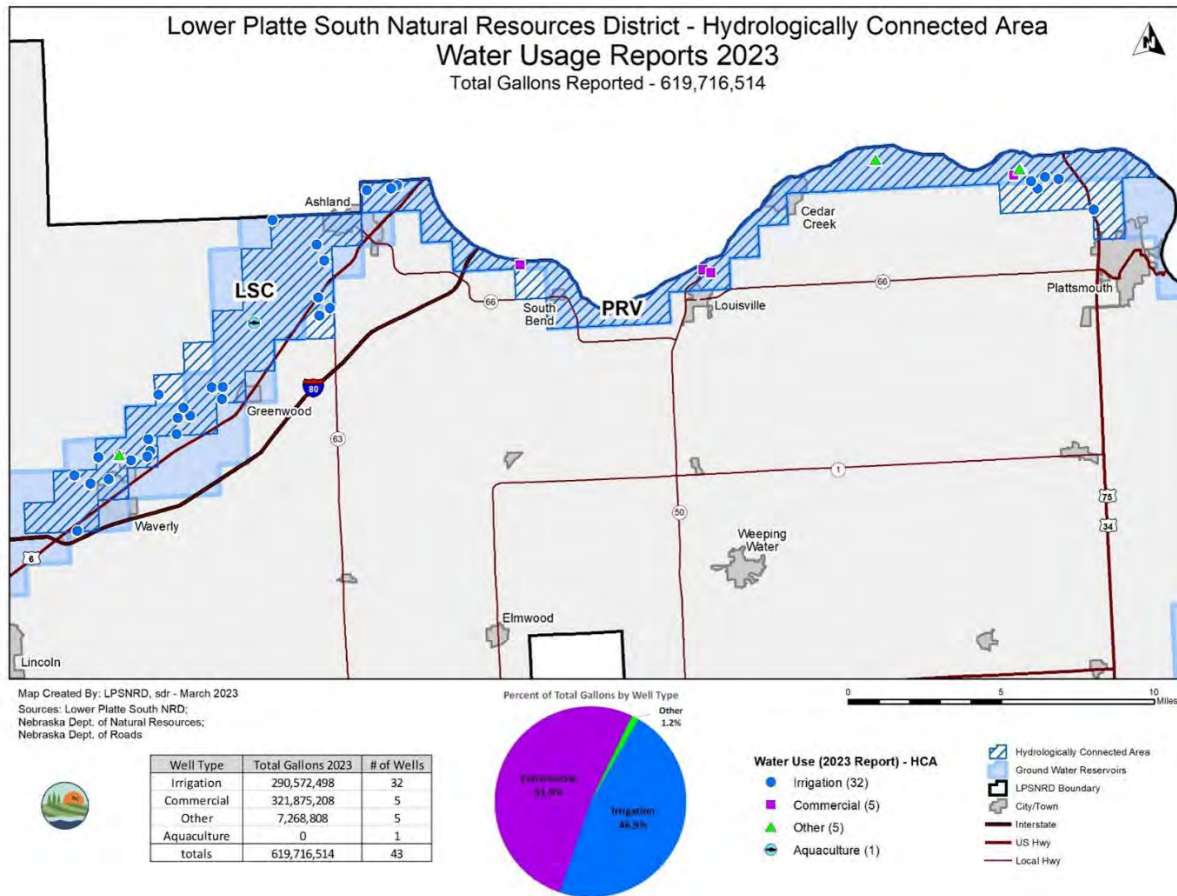 Lower Platte South Natural Resources District - Hydrologically Connected Area
Water Usage Reports 2023
Total Gallons Reported - 619,716,514
N
Ashland
LSC
66
South
Bend
PRV
Louisville
Cedar
Creek
66
Plattsmouth
80
Greenwood
63
1
50
75
34
Waverly
6
Weeping
Water
Elmwood
Lincoln
Map Created By: LPSNRD, sdr - March 2023
Sources: Lower Platte South NRD;
Nebraska Dept. of Natural Resources;
Nebraska Dept. of Roads
Well Type Total Gallons 2023 # of Wells
Irrigation 290,572,498 32
Commercial 321,875,208 5
Other 7,268,808 5
Aquaculture 0 1
totals 619,716,514 43
Percent of Total Gallons by Well Type
Other
1.2%
Commercial
51.9%
Irrigation
46.9%
0 5 10
Miles
Water Use (2023 Report) - HCA
Irrigation (32)
Commercial (5)
Other (5)
Aquaculture (1)
Hydrologically Connected Area
Ground Water Reservoirs
LPSNRD Boundary
City/Town
Interstate
US Hwy
Local Hwy